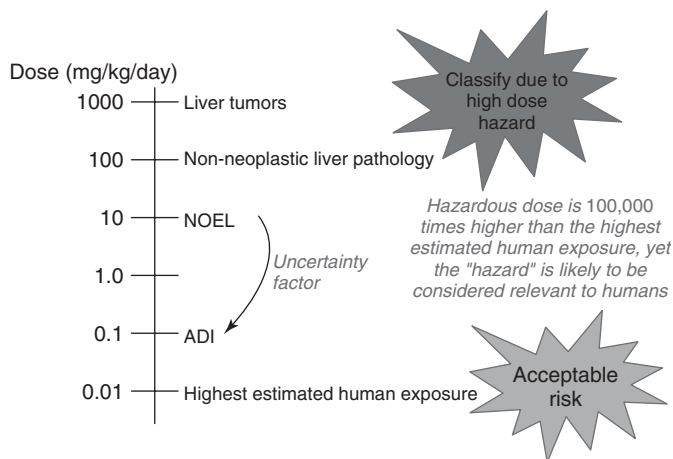 Dose (mg/kg/day)
1000 Liver tumors
100 Non-neoplastic liver pathology
10 NOEL
Uncertainty
factor
1.0
0.1 ADI
0.01 Highest estimated human exposure
Classify due to
high dose
hazard
Hazardous dose is 100,000
times higher than the highest
estimated human exposure, yet
the "hazard" is likely to be
considered relevant to humans
Acceptable
risk